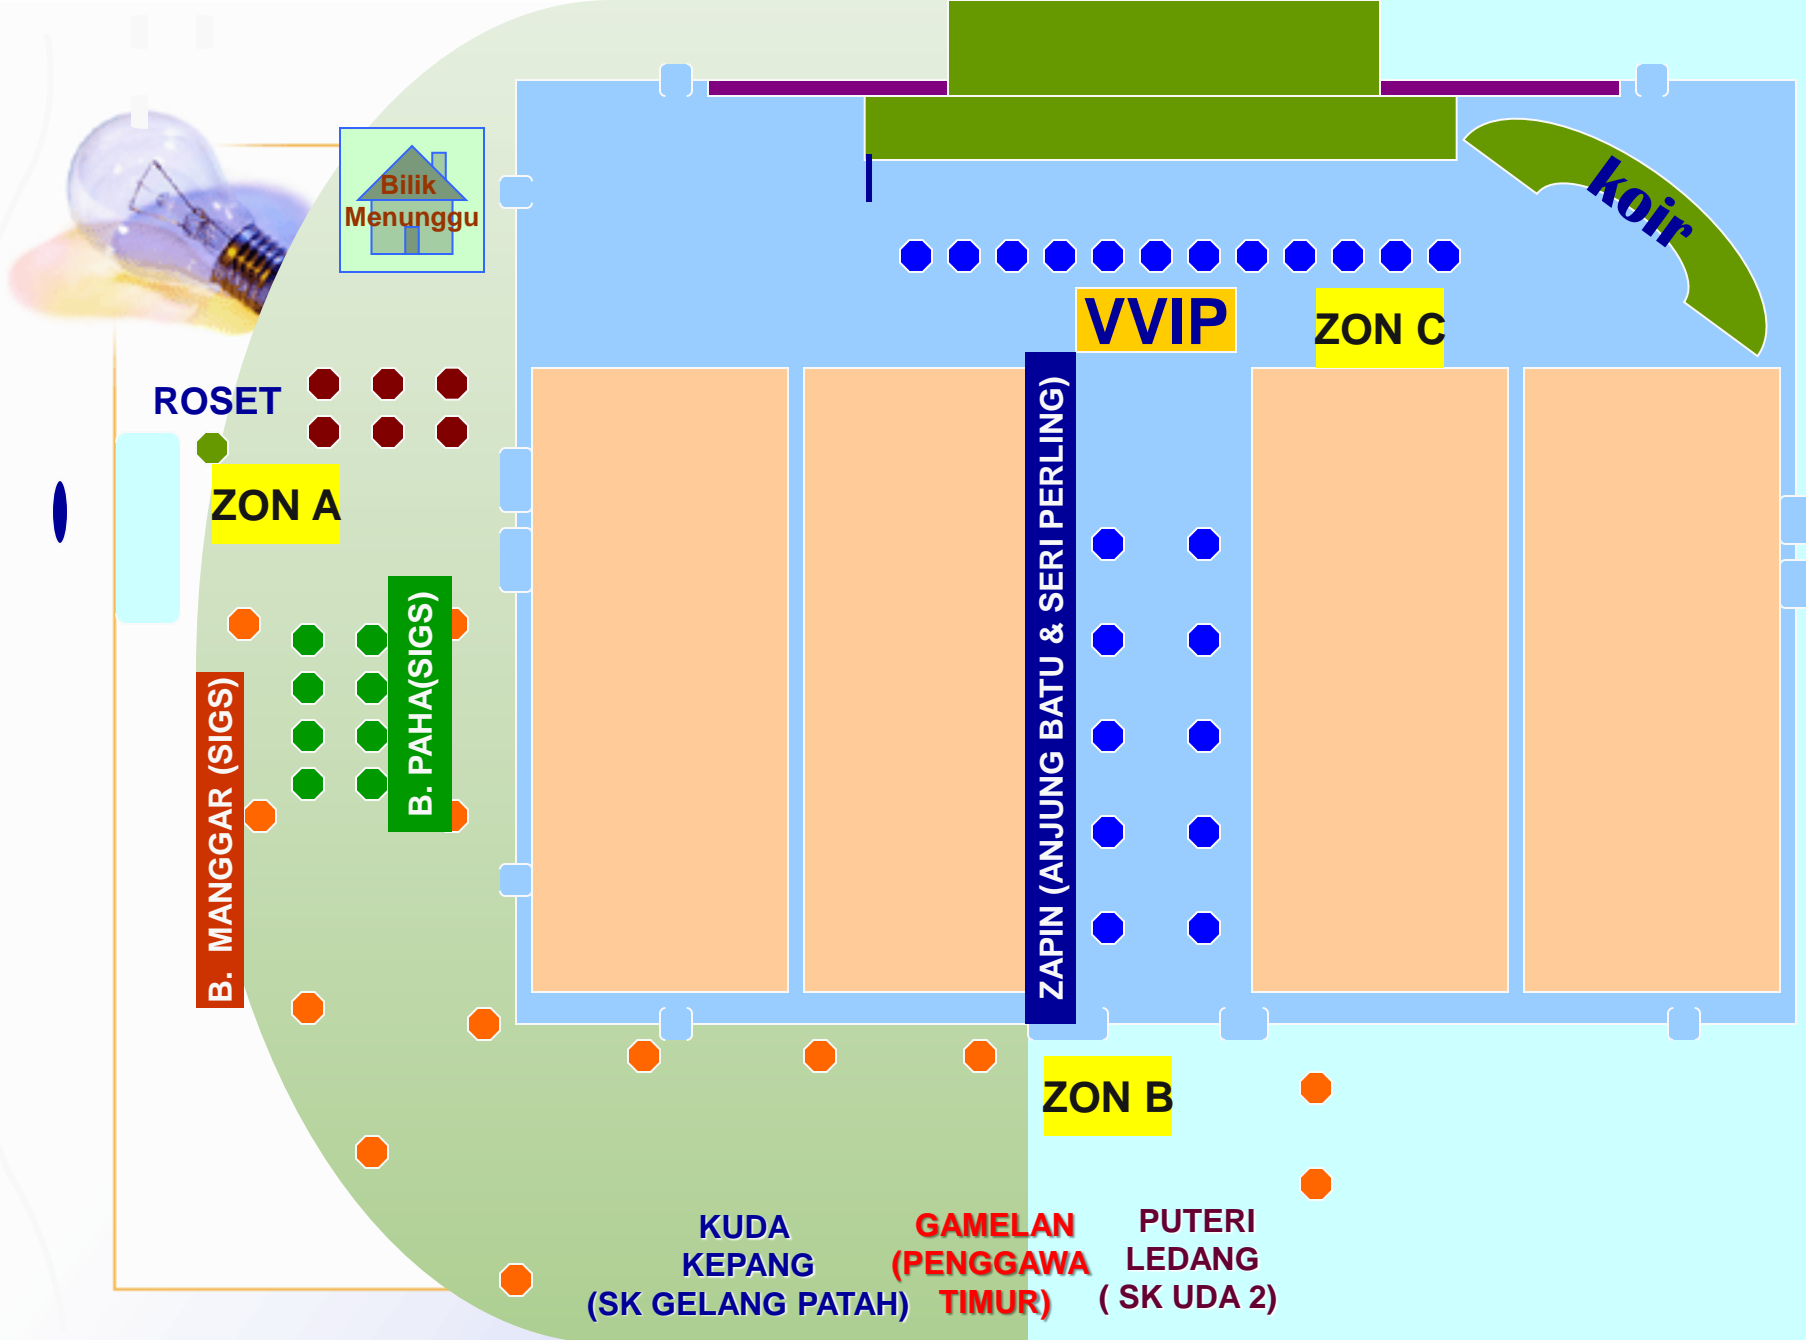 Bilik
Menunggu
koir
VVIP
ZON C
ROSET
ZON A
B. PAHA(SIGS)
B. MANGGAR (SIGS)
ZAPIN (ANJUNG BATU & SERI PERLING)
ZON B
KUDA
KEPANG
(SK GELANG PATAH)
GAMELAN
(PENGGAWA
TIMUR)
PUTERI
LEDANG
( SK UDA 2)